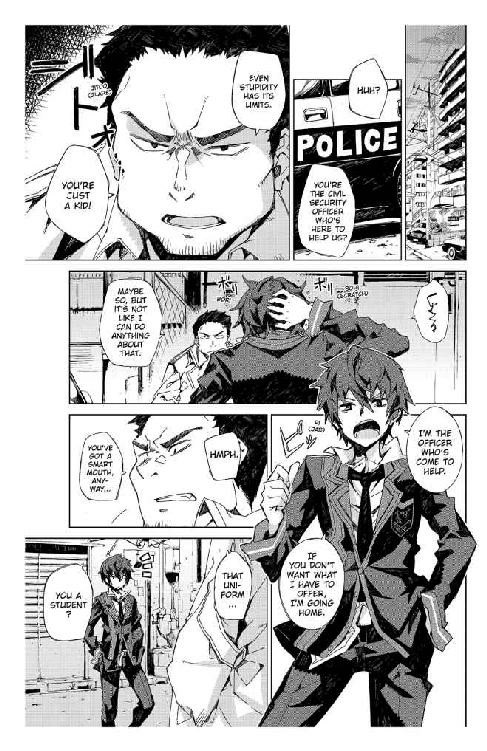 HUH?
POLICE
YOU'RE
THE CIVIL
SECURITY
OFFICER
WHO'S
HERE TO
HELP US?
EVEN
STUPIDITY
HAS ITS
LIMITS.
YOU'RE
JUST
A KID!
MAYBE
SO, BUT
IT'S NOT
LIKE I
CAN DO
ANYTHING
ABOUT
THAT.
I'M THE
OFFICER
WHO'S
COME TO
HELP.
HMPH.
YOU'VE
GOT A
SMART
MOUTH,
ANY-
WAY...
IF YOU
DON'T
WANT WHAT
I HAVE TO
OFFER,
I'M GOING
HOME.
THAT
UNI-
FORM
...
YOU A
STUDENT
?